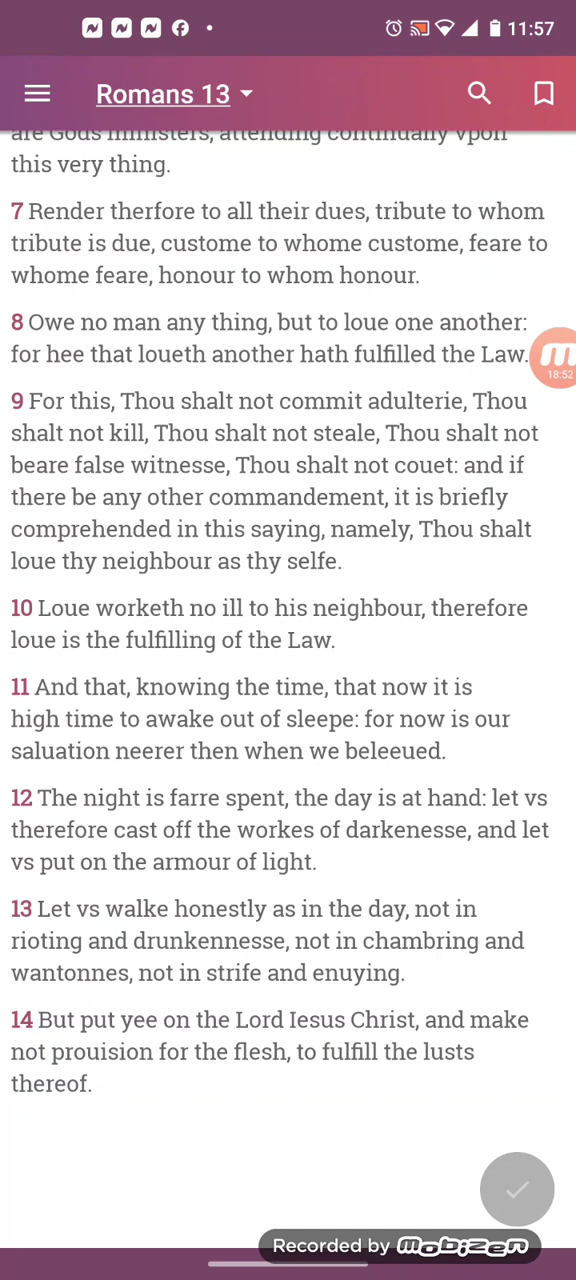 11:57
Romans 13
are Gods ministers, attending continually vpon
this very thing.
7 Render therfore to all their dues, tribute to whom
tribute is due, custome to whome custome, feare to
whome feare, honour to whom honour.
8 Owe no man any thing, but to loue one another:
for hee that loueth another hath fulfilled the Law.
18:52
9 For this, Thou shalt not commit adulterie, Thou
shalt not kill, Thou shalt not steale, Thou shalt not
beare false witnesse, Thou shalt not couet: and if
there be any other commandement, it is briefly
comprehended in this saying, namely, Thou shalt
loue thy neighbour as thy selfe.
10 Loue worketh no ill to his neighbour, therefore
loue is the fulfilling of the Law.
11 And that, knowing the time, that now it is
high time to awake out of sleepe: for now is our
saluation neerer then when we beleeued.
12 The night is farre spent, the day is at hand: let vs
therefore cast off the workes of darkenesse, and let
vs put on the armour of light.
13 Let vs walke honestly as in the day, not in
rioting and drunkennesse, not in chambring and
wantonnes, not in strife and enuying.
14 But put yee on the Lord Iesus Christ, and make
not prouision for the flesh, to fulfill the lusts
thereof.
Recorded by mobizen